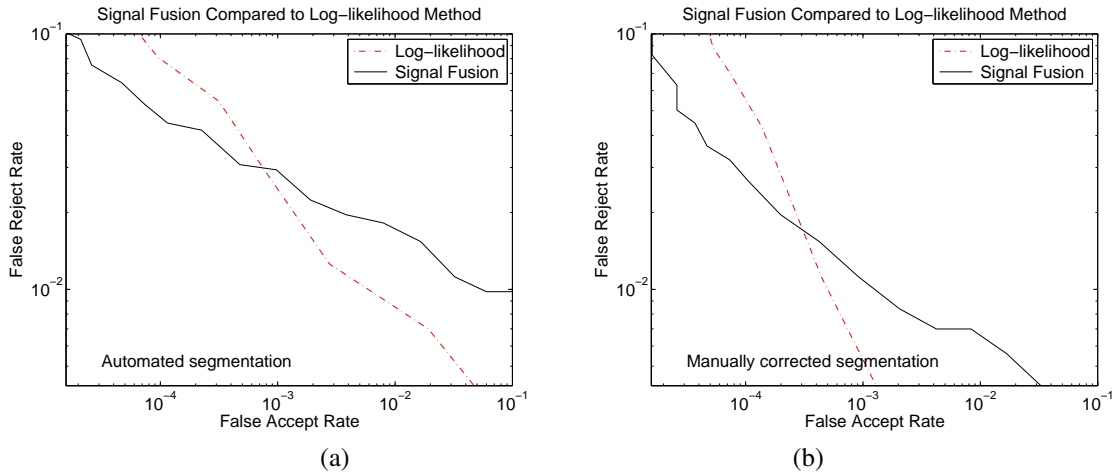 Signal Fusion Compared to Log−likelihood Method
10−1
10−2
False Reject Rate
Log−likelihood
Signal Fusion
Automated segmentation
10−4
10−3
10−2
10−1
False Accept Rate
(a)
Signal Fusion Compared to Log−likelihood Method
10−1
10−2
False Reject Rate
Log−likelihood
Signal Fusion
Manually corrected segmentation
10−4
10−3
10−2
10−1
False Accept Rate
(b)